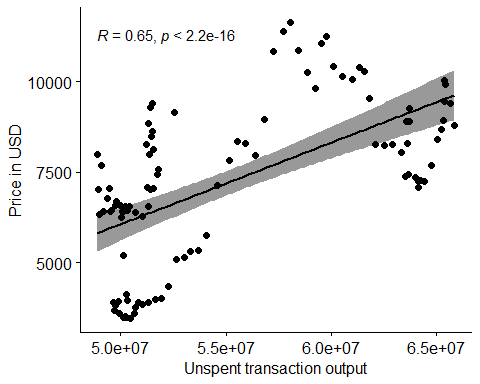 R = 0.65, p < 2.2e-16
10000
7500
5000
Price in USD
5.0e+07 5.5e+07 6.0e+07 6.5e+07
Unspent transaction output